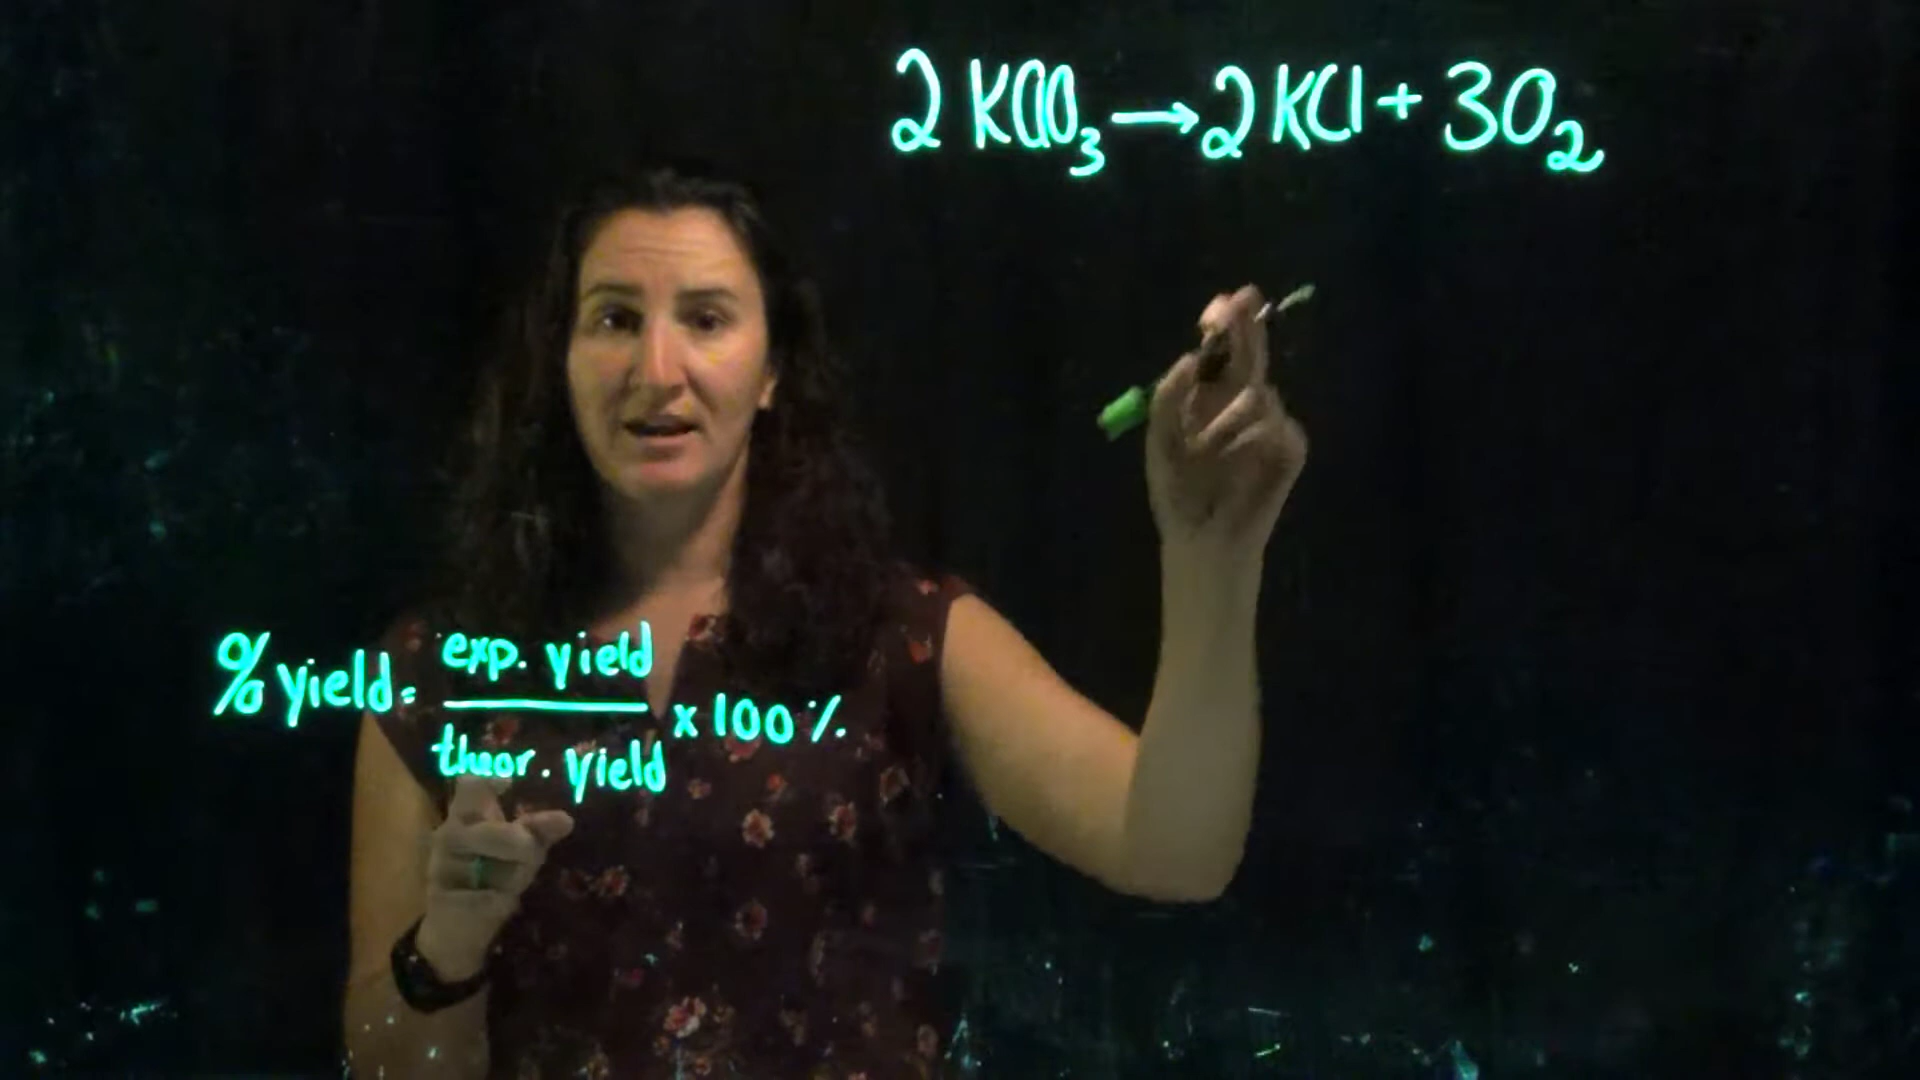 2 KClO₃ → 2 KCl + 3O₂
% yield = exp. yield / theor. yield x 100%